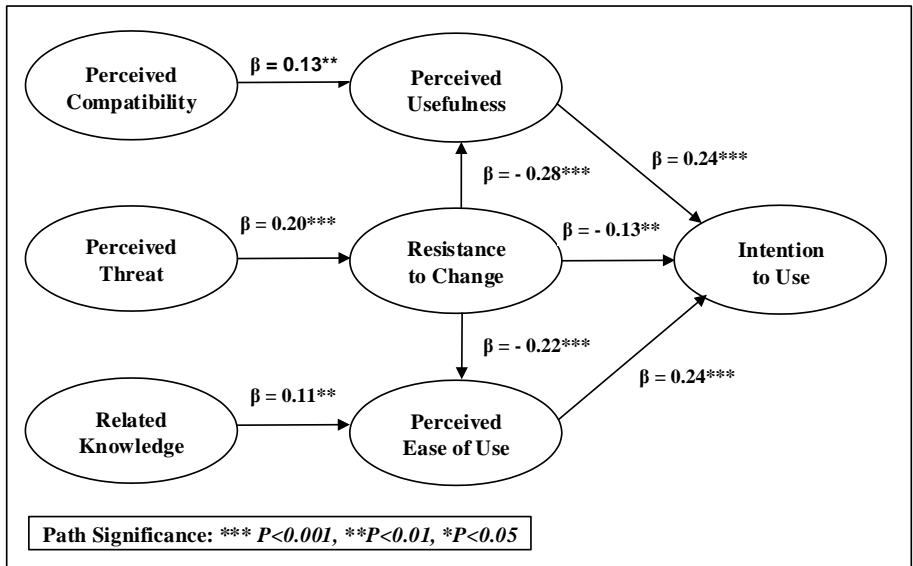 Perceived
Compatibility
β = 0.13**
Perceived
Usefulness
β = 0.24***
β = - 0.28***
Perceived
Threat
β = 0.20***
Resistance
to Change
β = - 0.13**
Intention
to Use
β = - 0.22***
β = 0.24***
Related
Knowledge
β = 0.11**
Perceived
Ease of Use
Path Significance: *** P<0.001, **P<0.01, *P<0.05